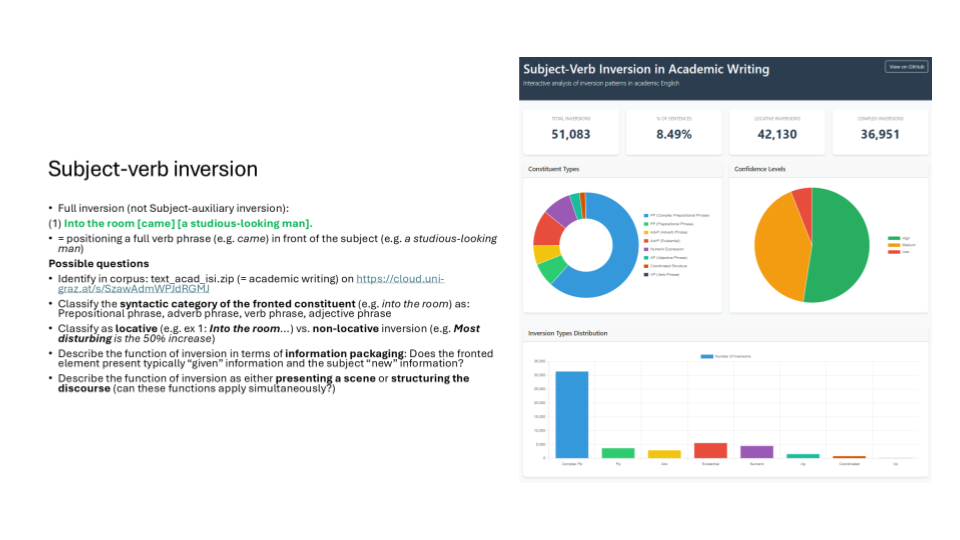 Subject-verb inversion
• Full inversion (not Subject-auxiliary inversion):
(1) Into the room [came] [a studious-looking man].
• = positioning a full verb phrase (e.g. came) in front of the subject (e.g. a studious-looking
man)
Possible questions
• Identify in corpus: text_acad_isi.zip (= academic writing) on https://cloud.uni-
graz.at/s/SzawAdmWPJdRGMJ
• Classify the syntactic category of the fronted constituent (e.g. into the room) as:
Prepositional phrase, adverb phrase, verb phrase, adjective phrase
• Classify as locative (e.g. ex 1: Into the room...) vs. non-locative inversion (e.g. Most
disturbing is the 50% increase)
• Describe the function of inversion in terms of information packaging: Does the fronted
element present typically “given” information and the subject “new” information?
• Describe the function of inversion as either presenting a scene or structuring the
discourse (can these functions apply simultaneously?)
Subject-Verb Inversion in Academic Writing
View on GitHub
Interactive analysis of inversion patterns in academic English
TOTAL INVERSIONS
51,083
% OF SENTENCES
8.49%
LOCATIVE INVERSIONS
42,130
COMPLEX INVERSIONS
36,951
Constituent Types
PP (Complex Prepositional Phrase)
PP (Prepositional Phrase)
AdvP (Adverb Phrase)
AdvP (Existential)
Numeric Expression
AP (Adjective Phrase)
Coordinated Structure
VP (Verb Phrase)
Confidence Levels
High
Medium
Low
Inversion Types Distribution
Number of Inversions
35,000
30,000
25,000
20,000
15,000
10,000
5,000
0
Complex Pp
Pp
Adv
Existential
Numeric
Ap
Coordinated
Vp